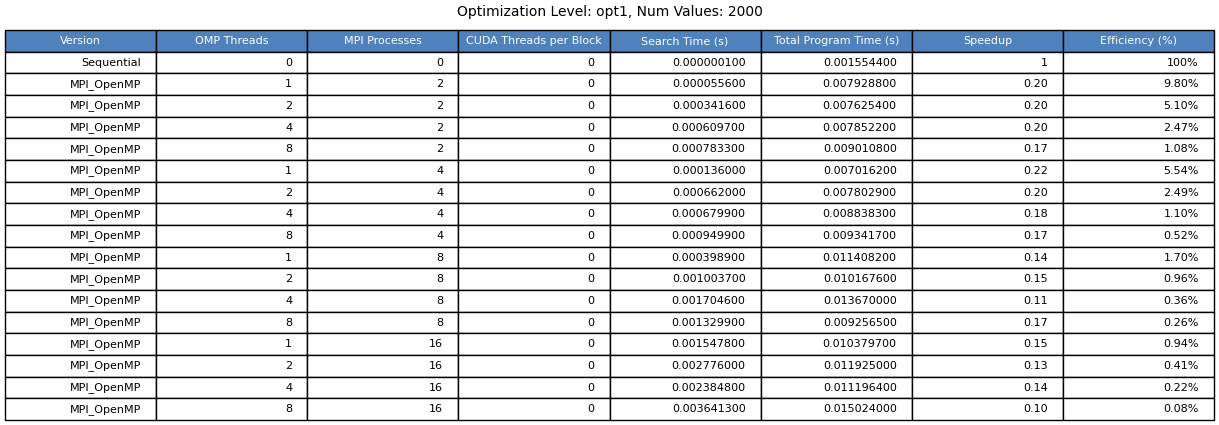 Optimization Level: opt1, Num Values: 2000
Version OMP Threads MPI Processes CUDA Threads per Block Search Time (s) Total Program Time (s) Speedup Efficiency (%)
Sequential 0 0 0 0.000000100 0.001554400 1 100%
MPI_OpenMP 1 2 0 0.000055600 0.007928800 0.20 9.80%
MPI_OpenMP 2 2 0 0.000341600 0.007625400 0.20 5.10%
MPI_OpenMP 4 2 0 0.000609700 0.007852200 0.20 2.47%
MPI_OpenMP 8 2 0 0.000783300 0.009010800 0.17 1.08%
MPI_OpenMP 1 4 0 0.000136000 0.007016200 0.22 5.54%
MPI_OpenMP 2 4 0 0.000662000 0.007802900 0.20 2.49%
MPI_OpenMP 4 4 0 0.000679900 0.008838300 0.18 1.10%
MPI_OpenMP 8 4 0 0.000949900 0.009341700 0.17 0.52%
MPI_OpenMP 1 8 0 0.000398900 0.011408200 0.14 1.70%
MPI_OpenMP 2 8 0 0.001003700 0.010167600 0.15 0.96%
MPI_OpenMP 4 8 0 0.001704600 0.013670000 0.11 0.36%
MPI_OpenMP 8 8 0 0.001329900 0.009256500 0.17 0.26%
MPI_OpenMP 1 16 0 0.001547800 0.010379700 0.15 0.94%
MPI_OpenMP 2 16 0 0.002776000 0.011925000 0.13 0.41%
MPI_OpenMP 4 16 0 0.002384800 0.011196400 0.14 0.22%
MPI_OpenMP 8 16 0 0.003641300 0.015024000 0.10 0.08%